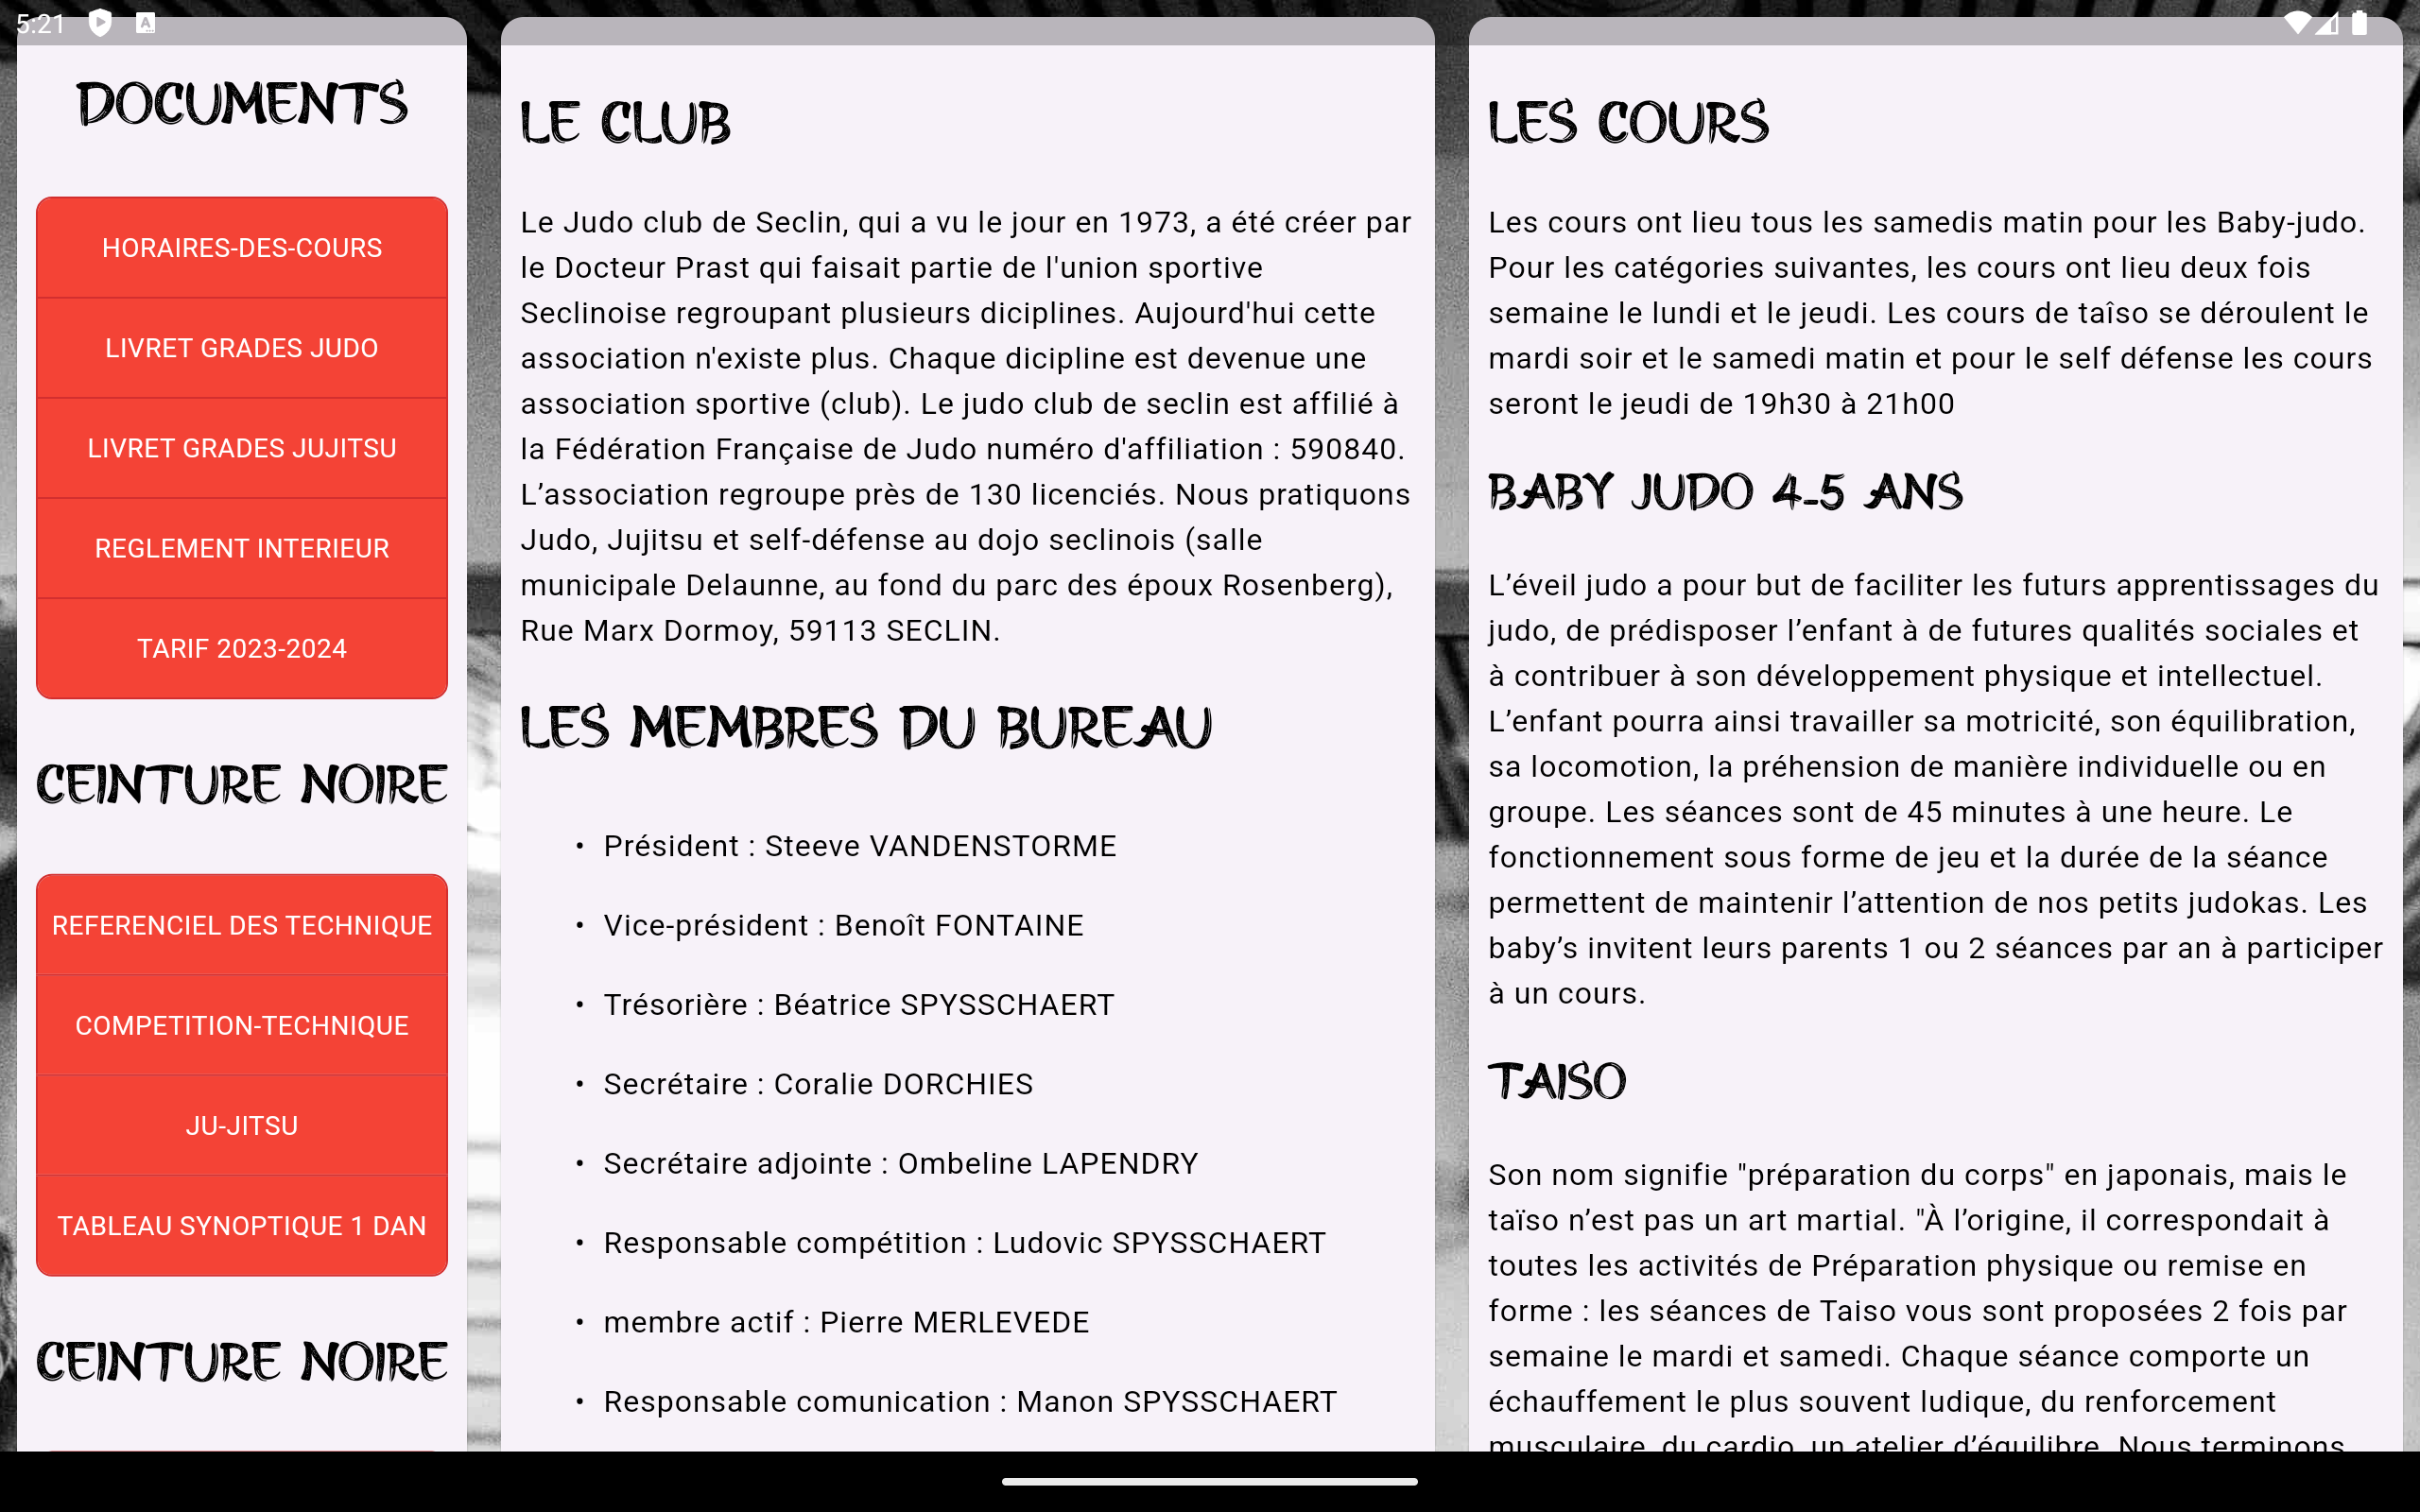 5:21
DOCUMENTS
HORAIRES-DES-COURS
LIVRET GRADES JUDO
LIVRET GRADES JUJITSU
REGLEMENT INTERIEUR
TARIF 2023-2024
CEINTURE NOIRE
REFERENCIEL DES TECHNIQUE
COMPETITION-TECHNIQUE
JU-JITSU
TABLEAU SYNOPTIQUE 1 DAN
CEINTURE NOIRE
LE CLUB
Le Judo club de Seclin, qui a vu le jour en 1973, a été créer par
le Docteur Prast qui faisait partie de l'union sportive
Seclinoise regroupant plusieurs diciplines. Aujourd'hui cette
association n'existe plus. Chaque dicipline est devenue une
association sportive (club). Le judo club de seclin est affilié à
la Fédération Française de Judo numéro d'affiliation : 590840.
L’association regroupe près de 130 licenciés. Nous pratiquons
Judo, Jujitsu et self-défense au dojo seclinois (salle
municipale Delaunne, au fond du parc des époux Rosenberg),
Rue Marx Dormoy, 59113 SECLIN.
LES MEMBRES DU BUREAU
• Président : Steeve VANDENSTORME
• Vice-président : Benoît FONTAINE
• Trésorière : Béatrice SPYSSCHAERT
• Secrétaire : Coralie DORCHIES
• Secrétaire adjointe : Ombeline LAPENDRY
• Responsable compétition : Ludovic SPYSSCHAERT
• membre actif : Pierre MERLEVEDE
• Responsable comunication : Manon SPYSSCHAERT
LES COURS
Les cours ont lieu tous les samedis matin pour les Baby-judo.
Pour les catégories suivantes, les cours ont lieu deux fois
semaine le lundi et le jeudi. Les cours de taîso se déroulent le
mardi soir et le samedi matin et pour le self défense les cours
seront le jeudi de 19h30 à 21h00
BABY JUDO 4-5 ANS
L’éveil judo a pour but de faciliter les futurs apprentissages du
judo, de prédisposer l’enfant à de futures qualités sociales et
à contribuer à son développement physique et intellectuel.
L’enfant pourra ainsi travailler sa motricité, son équilibration,
sa locomotion, la préhension de manière individuelle ou en
groupe. Les séances sont de 45 minutes à une heure. Le
fonctionnement sous forme de jeu et la durée de la séance
permettent de maintenir l’attention de nos petits judokas. Les
baby’s invitent leurs parents 1 ou 2 séances par an à participer
à un cours.
TAISO
Son nom signifie "préparation du corps" en japonais, mais le
taïso n’est pas un art martial. "À l’origine, il correspondait à
toutes les activités de Préparation physique ou remise en
forme : les séances de Taiso vous sont proposées 2 fois par
semaine le mardi et samedi. Chaque séance comporte un
échauffement le plus souvent ludique, du renforcement
musculaire, du cardio, un atelier d’équilibre. Nous terminons